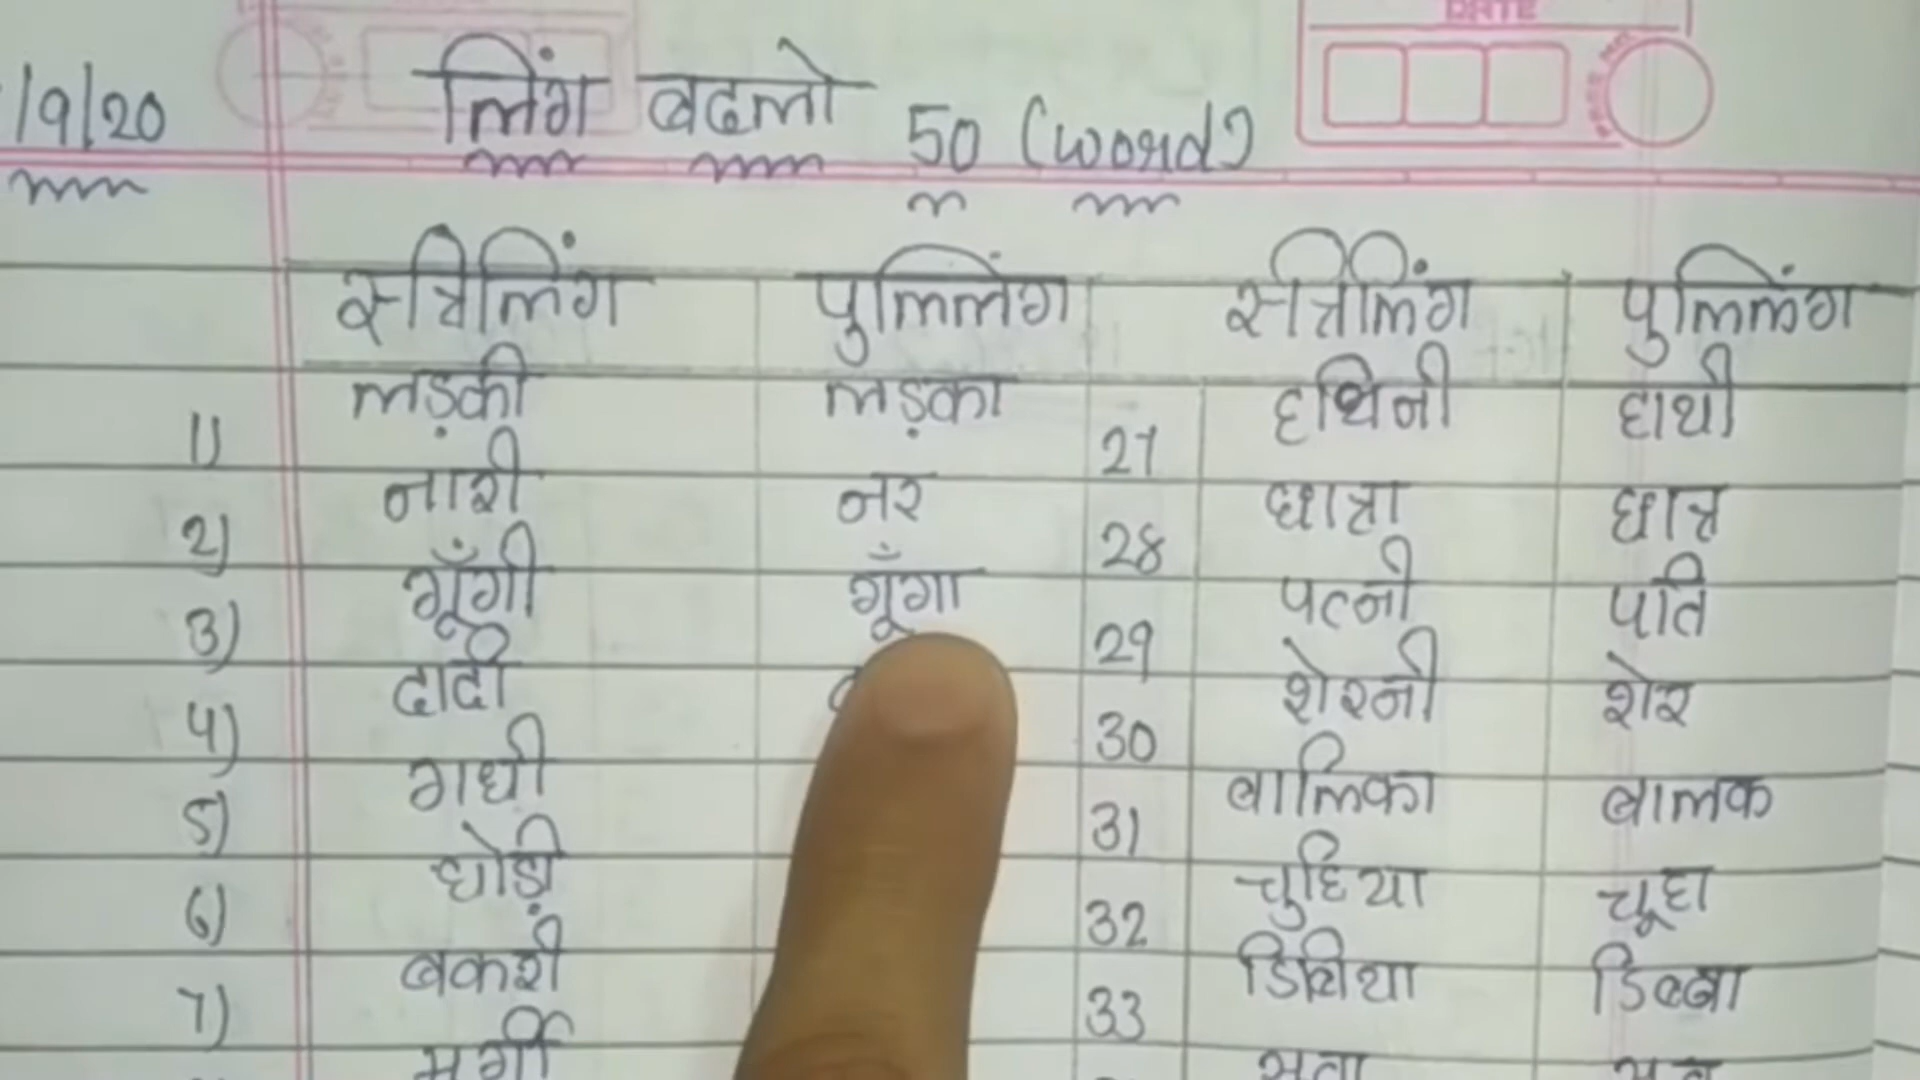 DATE
/9/20 लिंग बदलो 50 (word)
स्त्रिलिंग पुल्लिंग स्त्रीलिंग पुल्लिंग
1) लड़की लड़का 27 हथिनी हाथी
2) नारी नर 28 छात्रा छात्र
3) गूँगी गूँगा 29 पत्नी पति
4) दादी 30 शेरनी शेर
5) गधी 31 बालिका बालक
6) घोड़ी 32 चुहिया चूहा
7) बकरी 33 डिबिया डिब्बा
मुर्गी